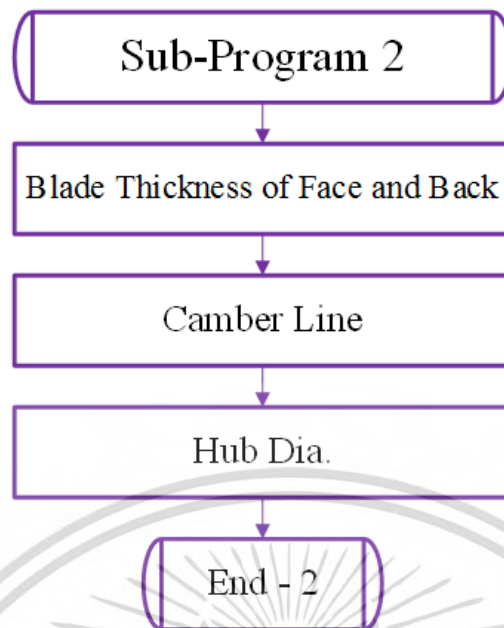 Sub-Program 2
Blade Thickness of Face and Back
Camber Line
Hub Dia.
End - 2